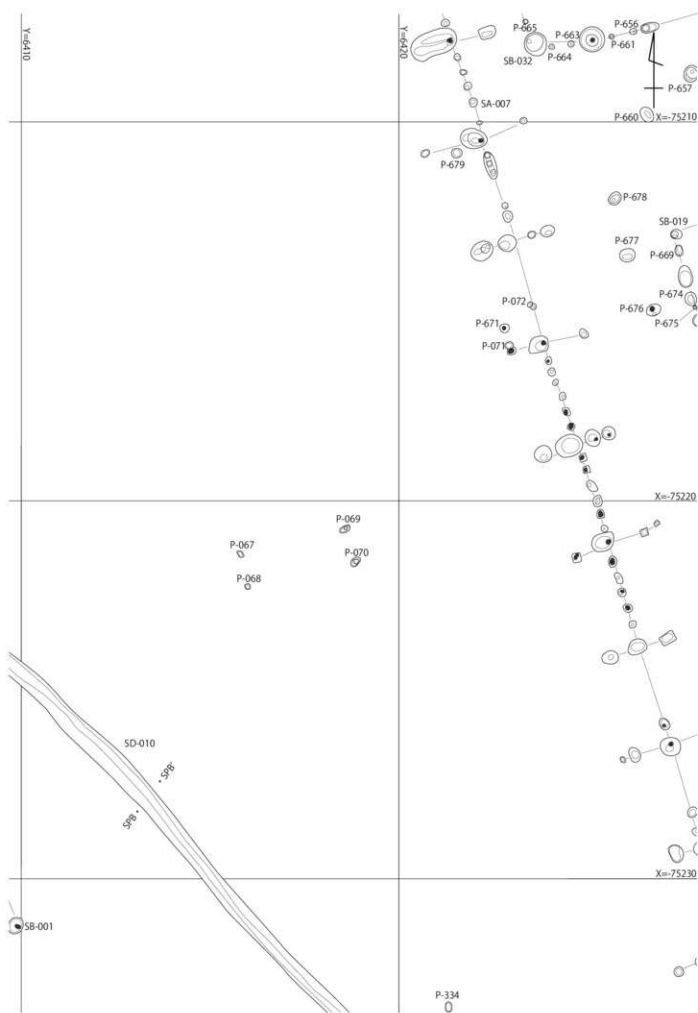 Y=6410
Y=6420
P-665
P-663
P-656
P-661
SB-032
P-664
P-657
SA-007
P-660
X=-75210
P-679
P-678
SB-019
P-677
P-669
P-072
P-674
P-676
P-675
P-671
P-071
X=-75220
P-069
P-067
P-070
P-068
SD-010
SPB'
SPB
X=-75230
SB-001
P-334